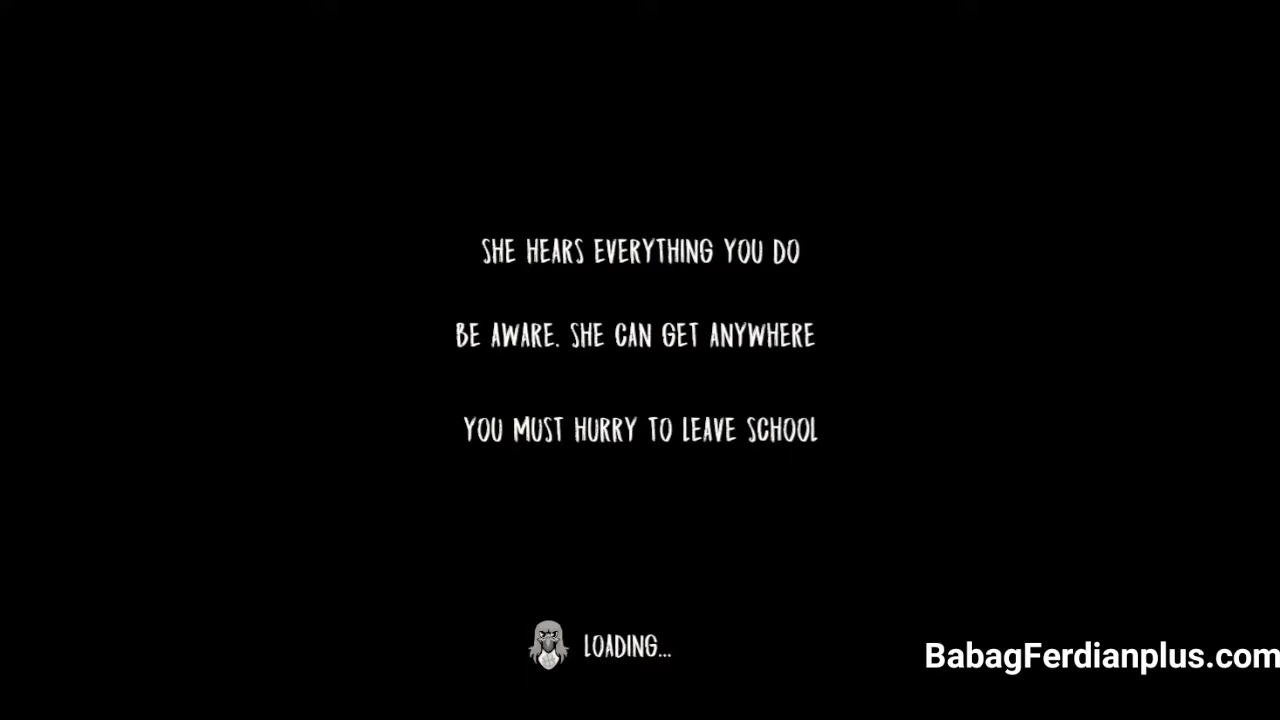 SHE HEARS EVERYTHING YOU DO
BE AWARE. SHE CAN GET ANYWHERE
YOU MUST HURRY TO LEAVE SCHOOL
LOADING...
BabagFerdianplus.com